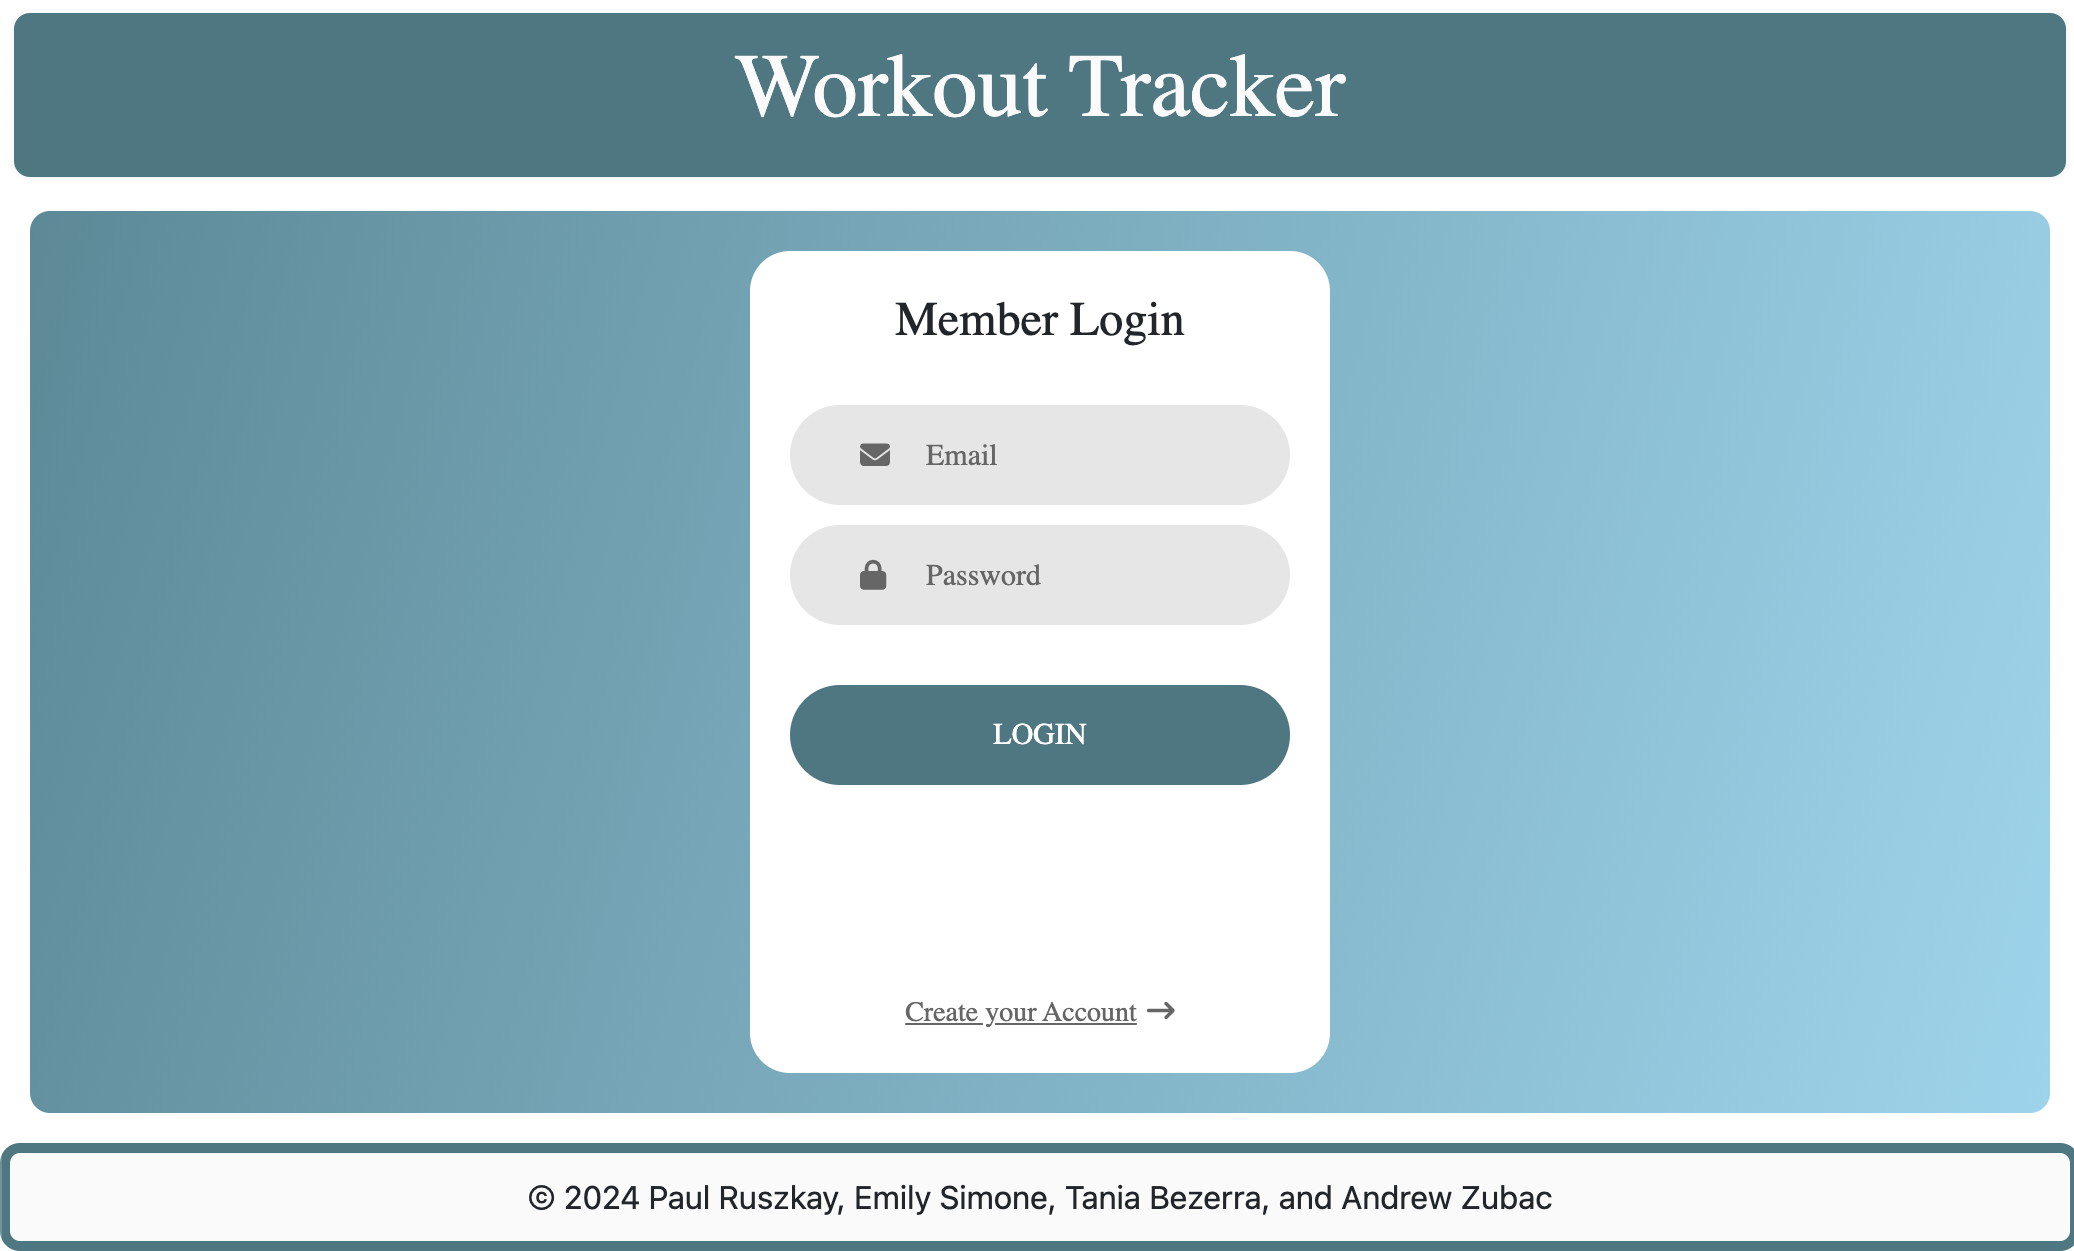 Workout Tracker
Member Login
Email
Password
LOGIN
Create your Account
© 2024 Paul Ruszkay, Emily Simone, Tania Bezerra, and Andrew Zubac